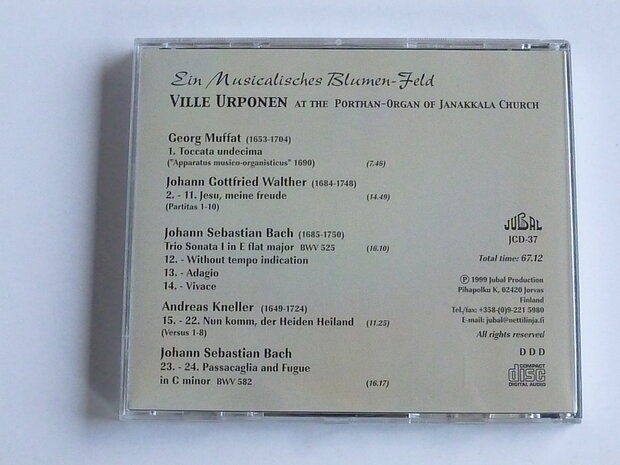 Ein Musicalisches Blumen-Feld
VILLE URPONEN AT THE PORTHAN-ORGAN OF JANAKKALA CHURCH
Georg Muffat (1653-1704)
1. Toccata undecima
("Apparatus musico-organisticus" 1690) (7.46)
Johann Gottfried Walther (1684-1748)
2. - 11. Jesu, meine freude (14.49)
(Partitas 1-10)
Johann Sebastian Bach (1685-1750)
Trio Sonata I in E flat major BWV 525 (16.10)
12. - Without tempo indication
13. - Adagio
14. - Vivace
Andreas Kneller (1649-1724)
15. - 22. Nun komm, der Heiden Heiland (11.25)
(Versus 1-8)
Johann Sebastian Bach
23. - 24. Passacaglia and Fugue
in C minor BWV 582 (16.17)
JUBAL
JCD-37
Total time: 67.12
℗ 1999 Jubal Production
Pihapolku K, 02420 Jorvas
Finland
Tel./fax: +358-(0)9-221 5980
E-mail: jubal@nettilinja.fi
All rights reserved
D D D
COMPACT
disc
DIGITAL AUDIO